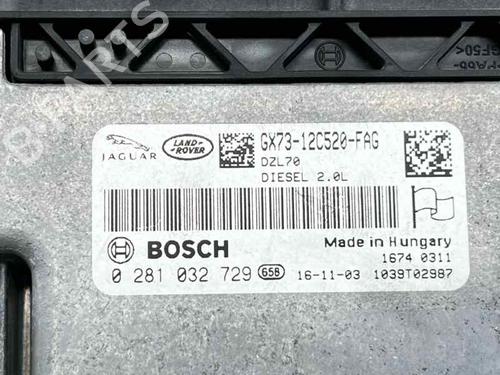 JAGUAR
LAND-
ROVER
GX73-12C520-FAG
DZL70
DIESEL 2.0L
BOSCH
Made in Hungary
1674 0311
0 281 032 729 658 16-11-03 1039T02987